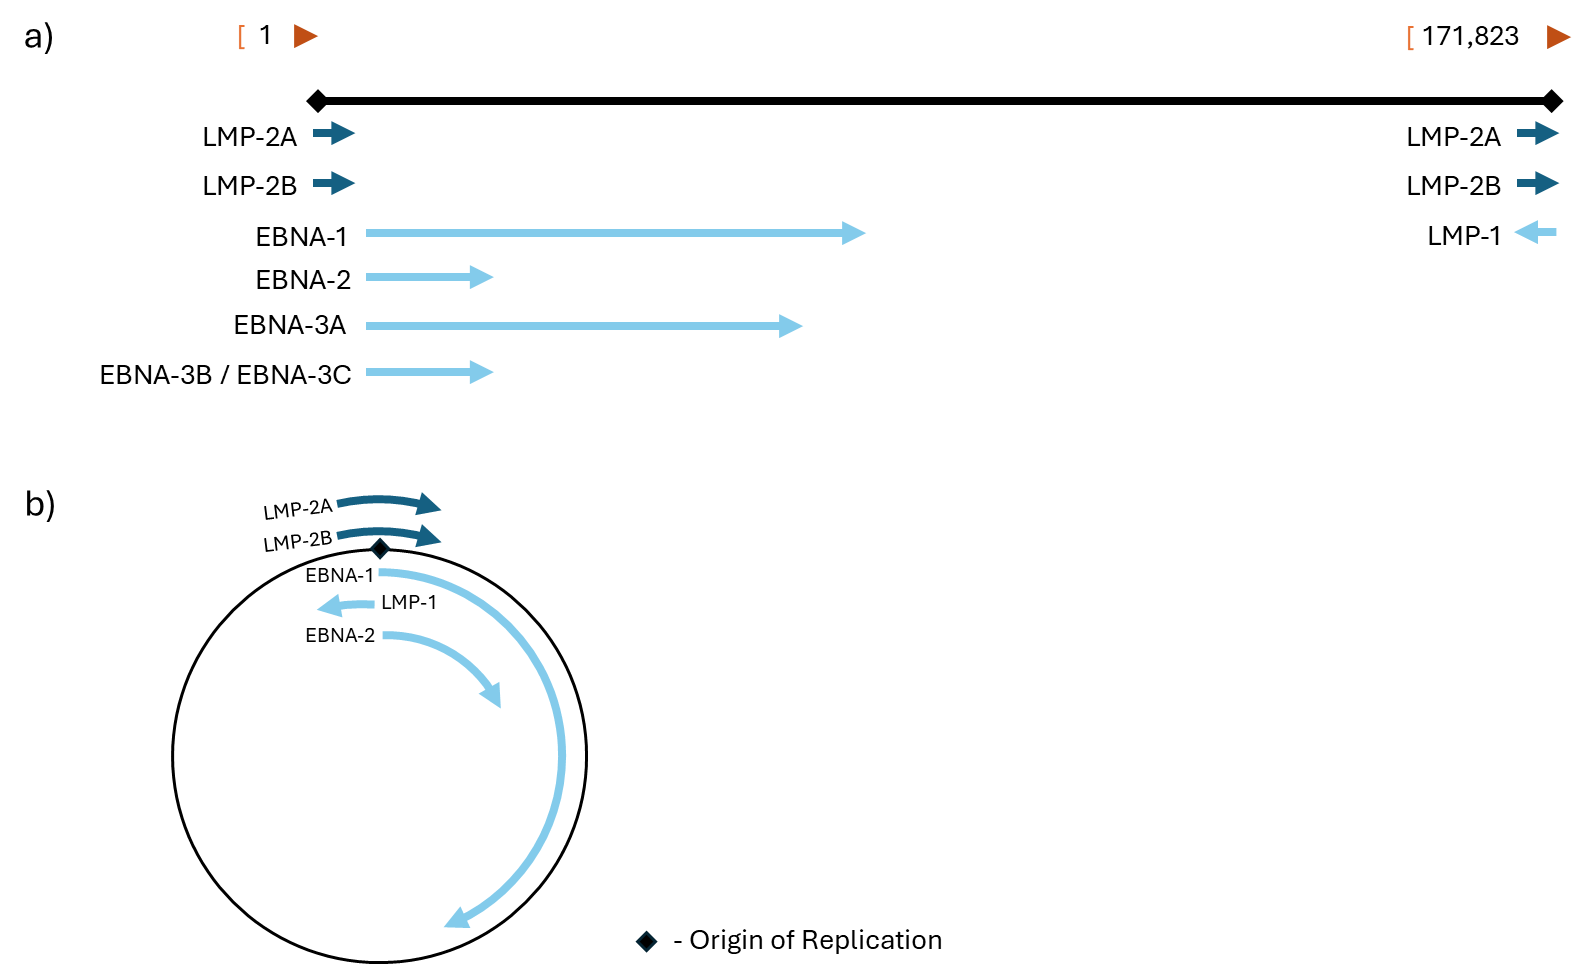 a)
[ 1
[ 171,823
LMP-2A
LMP-2A
LMP-2B
LMP-2B
EBNA-1
LMP-1
EBNA-2
EBNA-3A
EBNA-3B / EBNA-3C
b)
LMP-2A
LMP-2B
EBNA-1
LMP-1
EBNA-2
- Origin of Replication